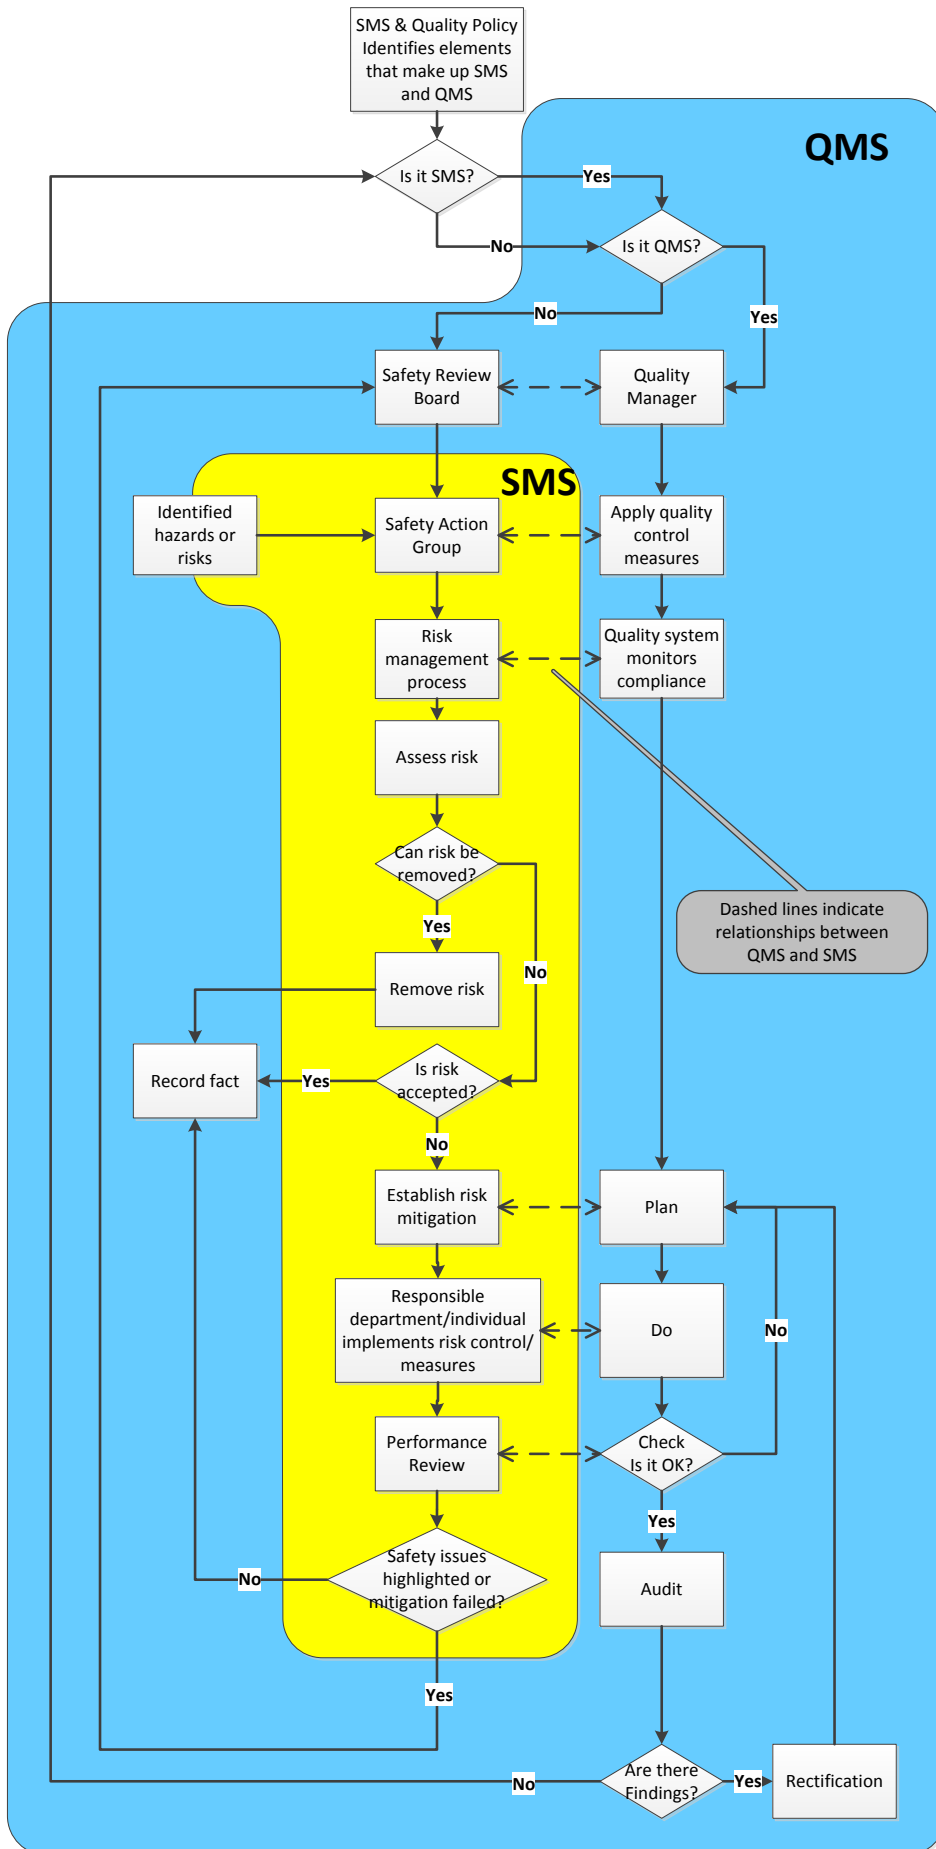 SMS & Quality Policy
Identifies elements
that make up SMS
and QMS
QMS
Is it SMS?
Yes
No
Is it QMS?
No
Yes
Safety Review
Board
Quality
Manager
SMS
Identified
hazards or
risks
Safety Action
Group
Apply quality
control
measures
Risk
management
process
Quality system
monitors
compliance
Assess risk
Can risk be
removed?
Yes
No
Dashed lines indicate
relationships between
QMS and SMS
Remove risk
Record fact
Yes
Is risk
accepted?
No
Establish risk
mitigation
Plan
Responsible
department/individual
implements risk control/
measures
Do
No
Performance
Review
Check
Is it OK?
Yes
Safety issues
highlighted or
mitigation failed?
No
Audit
Yes
Are there
Findings?
No
Yes
Rectification